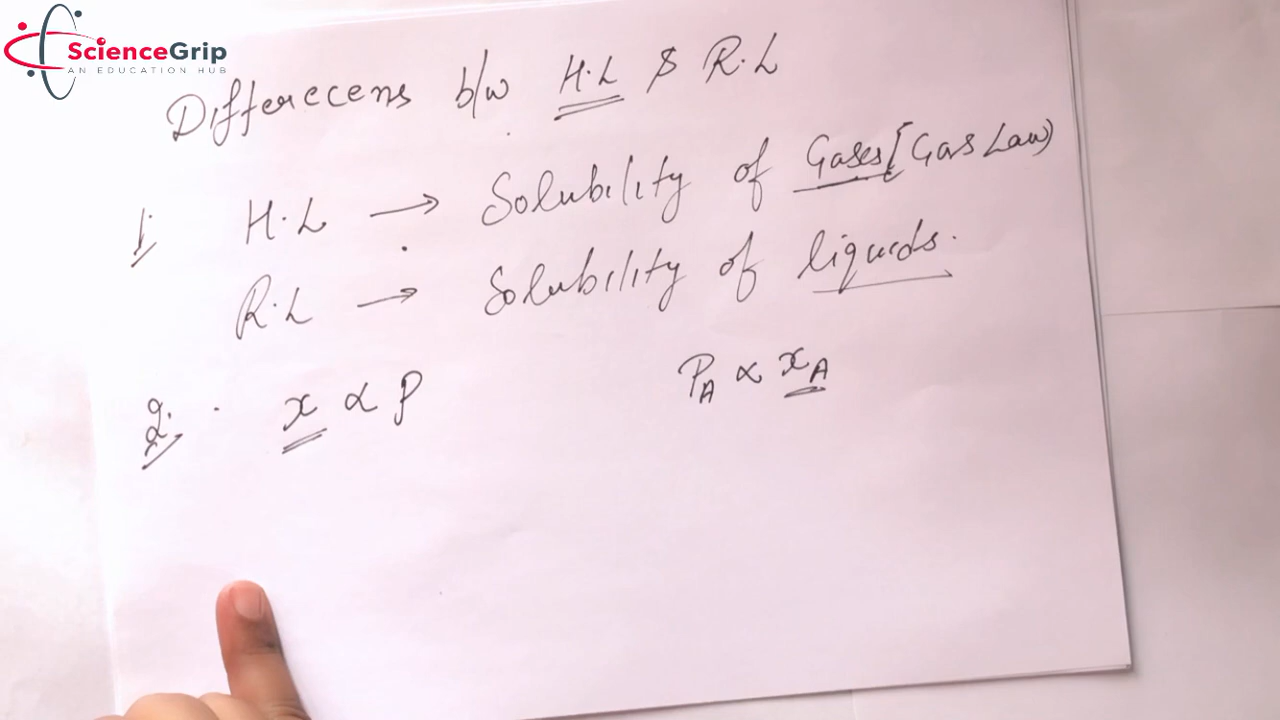 ScienceGrip
AN EDUCATION HUB
Differecens b/w H.L & R.L
1. H.L → Solubility of Gases [Gas Law)
R.L → Solubility of liquids.
2. x ∝ P P_A ∝ x_A